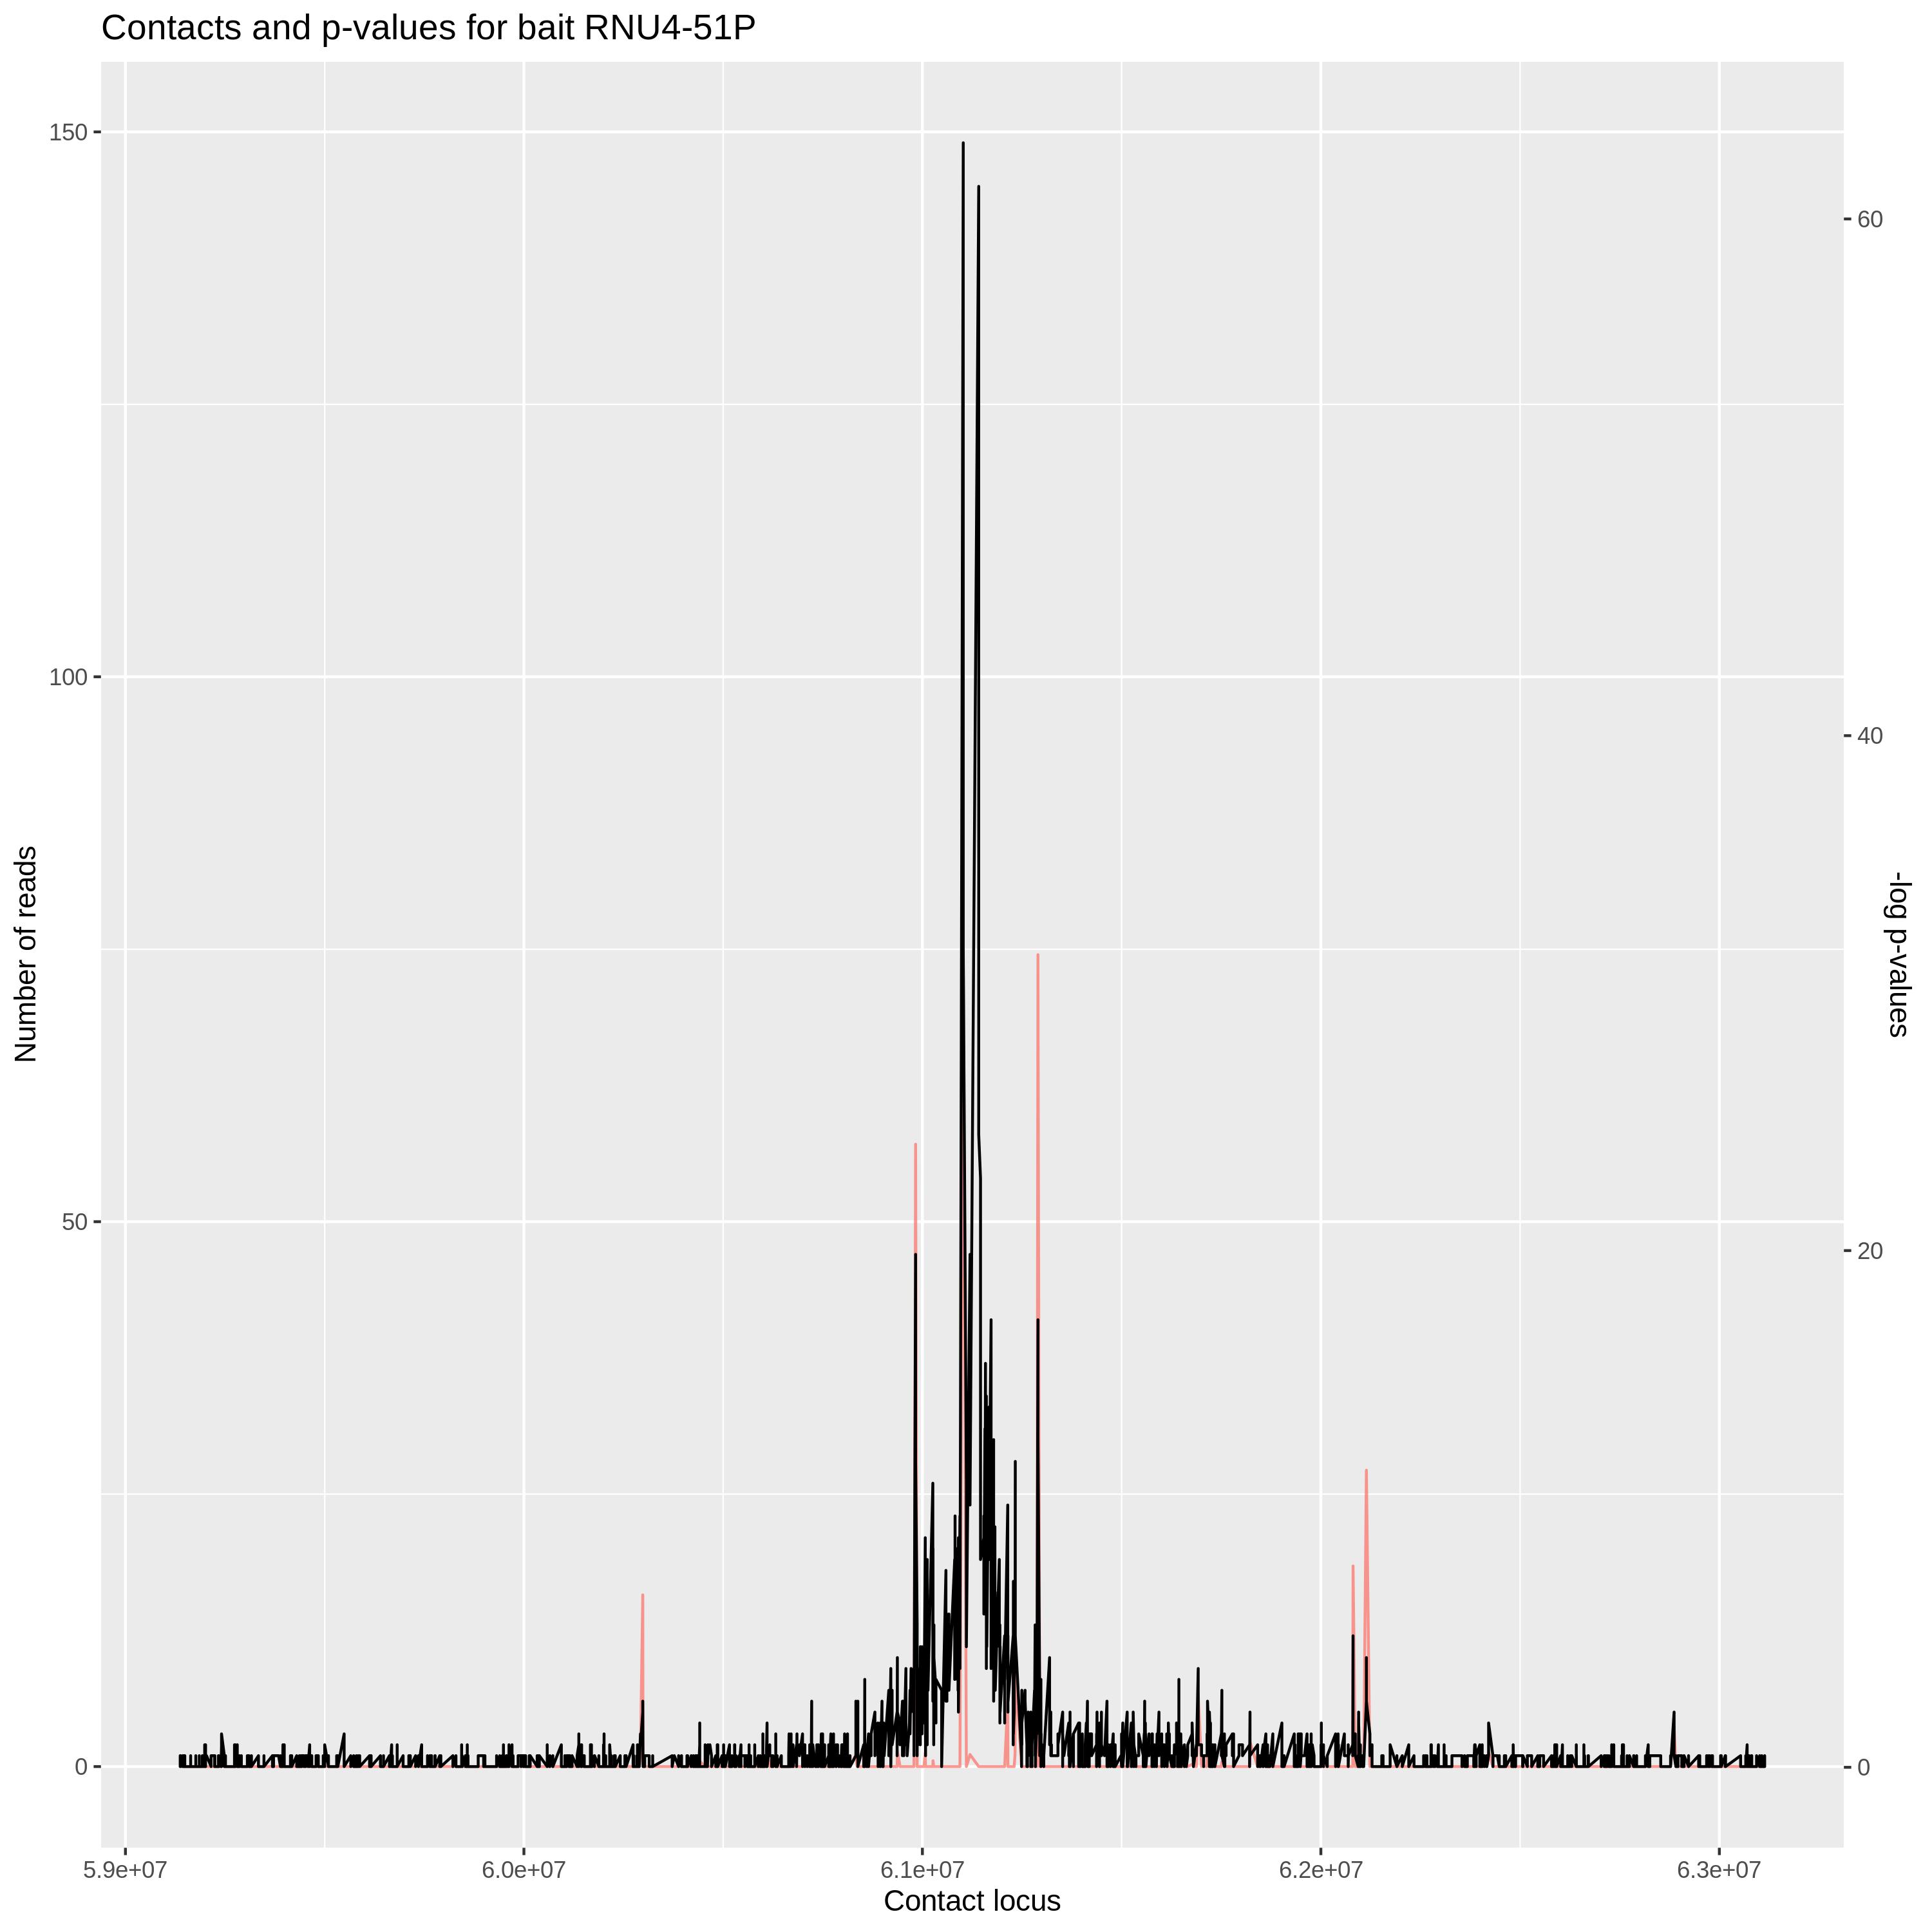 Contacts and p-values for bait RNU4-51P
150
100
50
0
Number of reads
60
40
20
0
-log p-values
5.9e+07
6.0e+07
6.1e+07
6.2e+07
6.3e+07
Contact locus